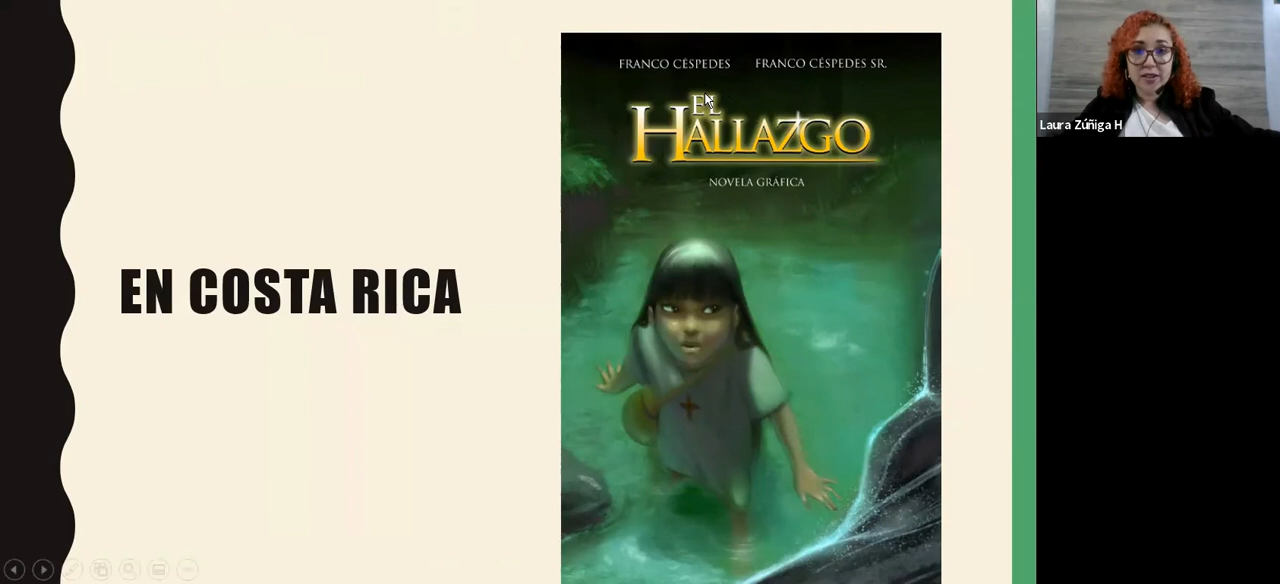 EN COSTA RICA
FRANCO CÉSPEDES FRANCO CÉSPEDES SR.
EL
HALLAZGO
NOVELA GRÁFICA
Laura Zúñiga H